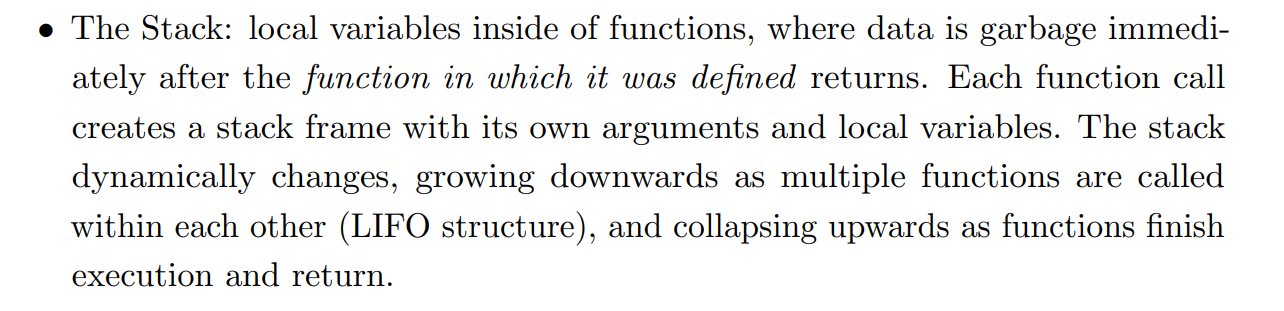 • The Stack: local variables inside of functions, where data is garbage immedi-
ately after the function in which it was defined returns. Each function call
creates a stack frame with its own arguments and local variables. The stack
dynamically changes, growing downwards as multiple functions are called
within each other (LIFO structure), and collapsing upwards as functions finish
execution and return.